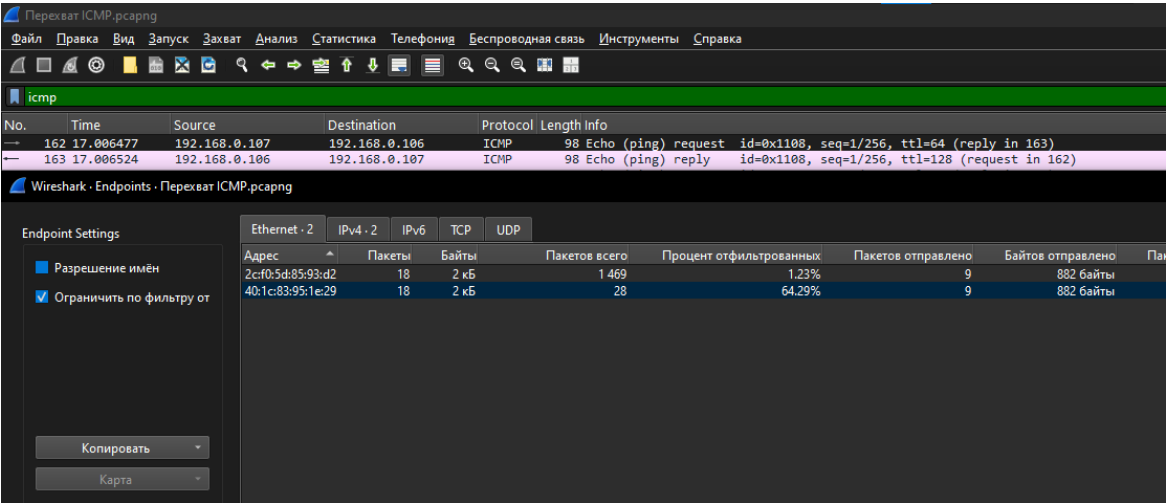 Перехват ICMP.pcapng
Файл Правка Вид Запуск Захват Анализ Статистика Телефония Беспроводная связь Инструменты Справка
icmp
No. Time Source Destination Protocol Length Info
162 17.006477 192.168.0.107 192.168.0.106 ICMP 98 Echo (ping) request id=0x1108, seq=1/256, ttl=64 (reply in 163)
163 17.006524 192.168.0.106 192.168.0.107 ICMP 98 Echo (ping) reply id=0x1108, seq=1/256, ttl=128 (request in 162)
Wireshark · Endpoints · Перехват ICMP.pcapng
Endpoint Settings
Разрешение имён
Ограничить по фильтру от
Копировать
Карта
Ethernet · 2 IPv4 · 2 IPv6 TCP UDP
Адрес Пакеты Байты Пакетов всего Процент отфильтрованных Пакетов отправлено Байтов отправлено Пак
2c:f0:5d:85:93:d2 18 2 кБ 1 469 1.23% 9 882 байты
40:1c:83:95:1e:29 18 2 кБ 28 64.29% 9 882 байты